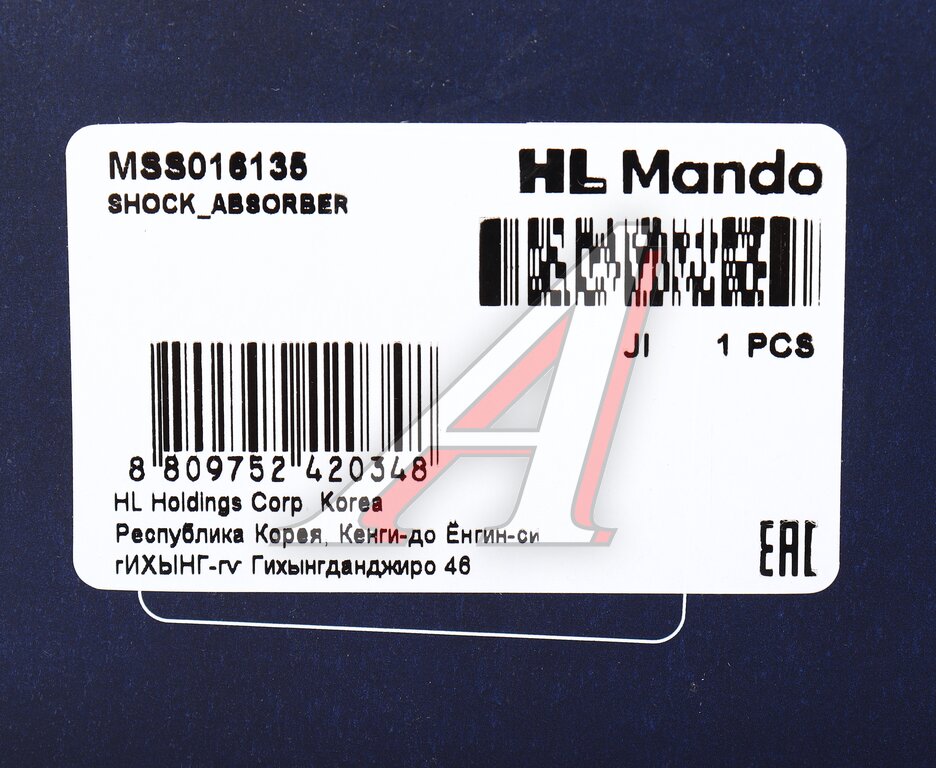 MSS016135
SHOCK_ABSORBER
HL Mando
JI 1 PCS
8 809752 420348
HL Holdings Corp Korea
Республика Корея, Кенги-до Ёнгин-си
гИХЫНГ-гv Гихынгданджиро 46
EAC